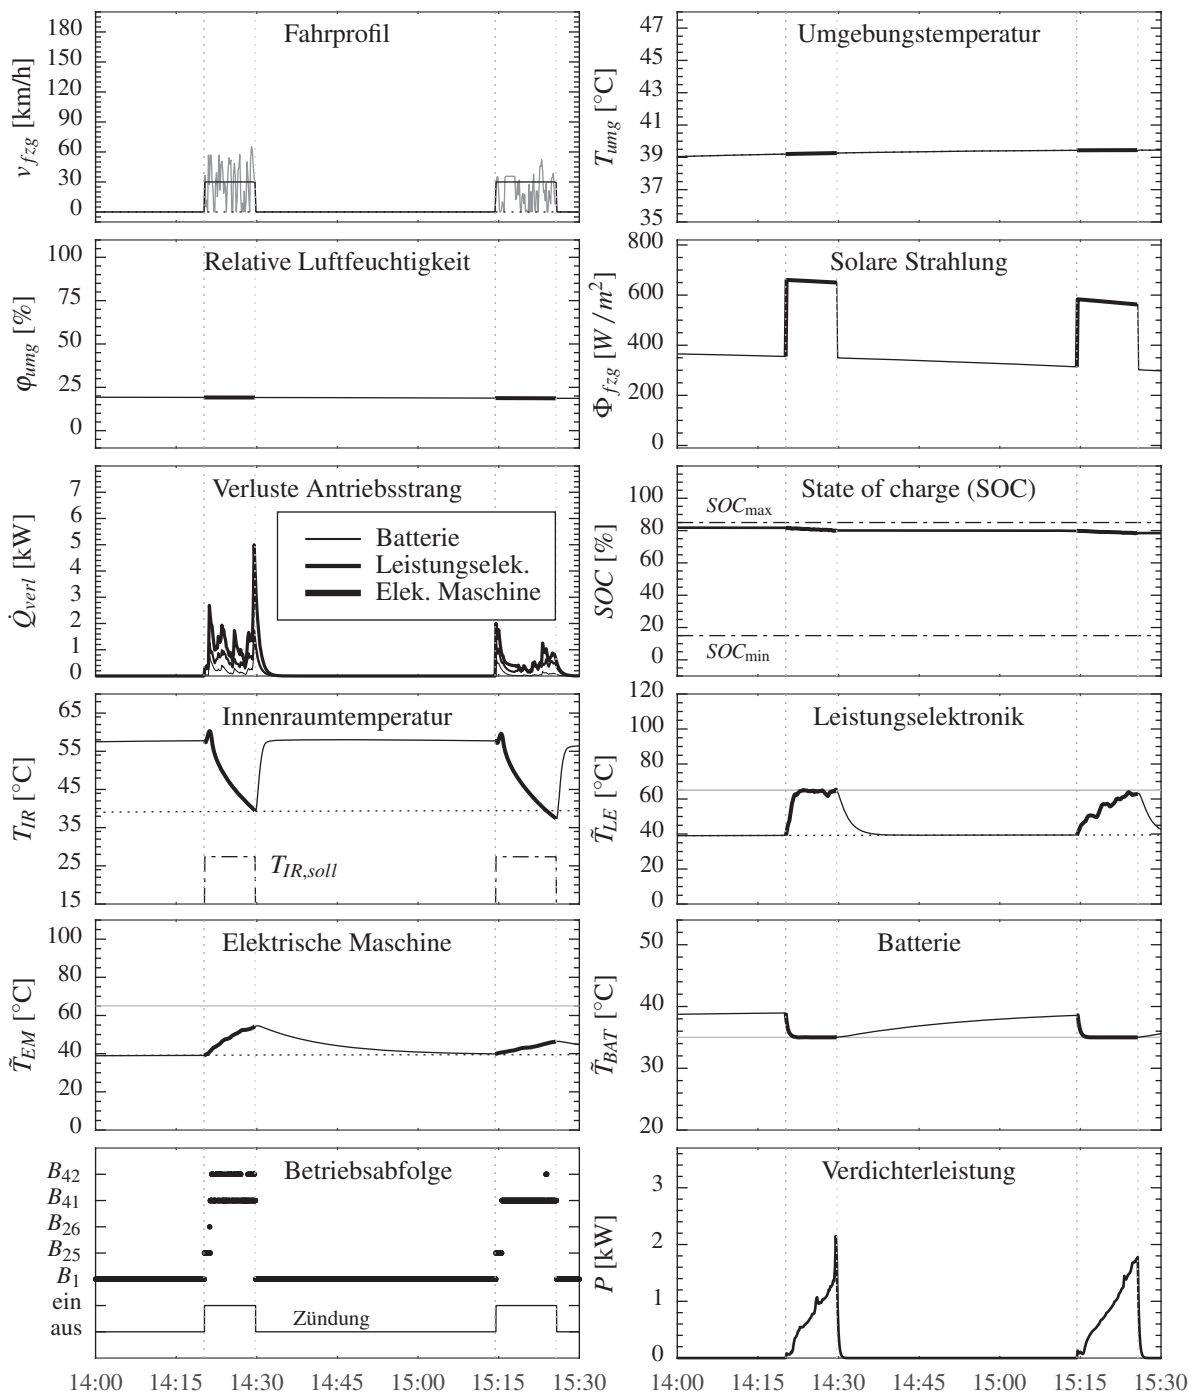 Fahrprofil
v_fzg [km/h]
180
150
120
90
60
30
0
Umgebungstemperatur
T_umg [°C]
47
45
43
41
39
37
35
Relative Luftfeuchtigkeit
φ_umg [%]
100
75
50
25
0
Solare Strahlung
Φ_fzg [W/m²]
800
600
400
200
0
Verluste Antriebsstrang
Q̇_verl [kW]
7
6
5
4
3
2
1
0
Batterie
Leistungselek.
Elek. Maschine
State of charge (SOC)
SOC [%]
100
80
60
40
20
0
SOC_max
SOC_min
Innenraumtemperatur
T_IR [°C]
65
55
45
35
25
15
T_IR,soll
Leistungselektronik
T̃_LE [°C]
120
100
80
60
40
20
0
Elektrische Maschine
T̃_EM [°C]
100
80
60
40
20
0
Batterie
T̃_BAT [°C]
50
40
30
20
Betriebsabfolge
B_42
B_41
B_26
B_25
B_1
ein
aus
Zündung
14:00 14:15 14:30 14:45 15:00 15:15 15:30
Verdichterleistung
P [kW]
3
2
1
0
14:00 14:15 14:30 14:45 15:00 15:15 15:30